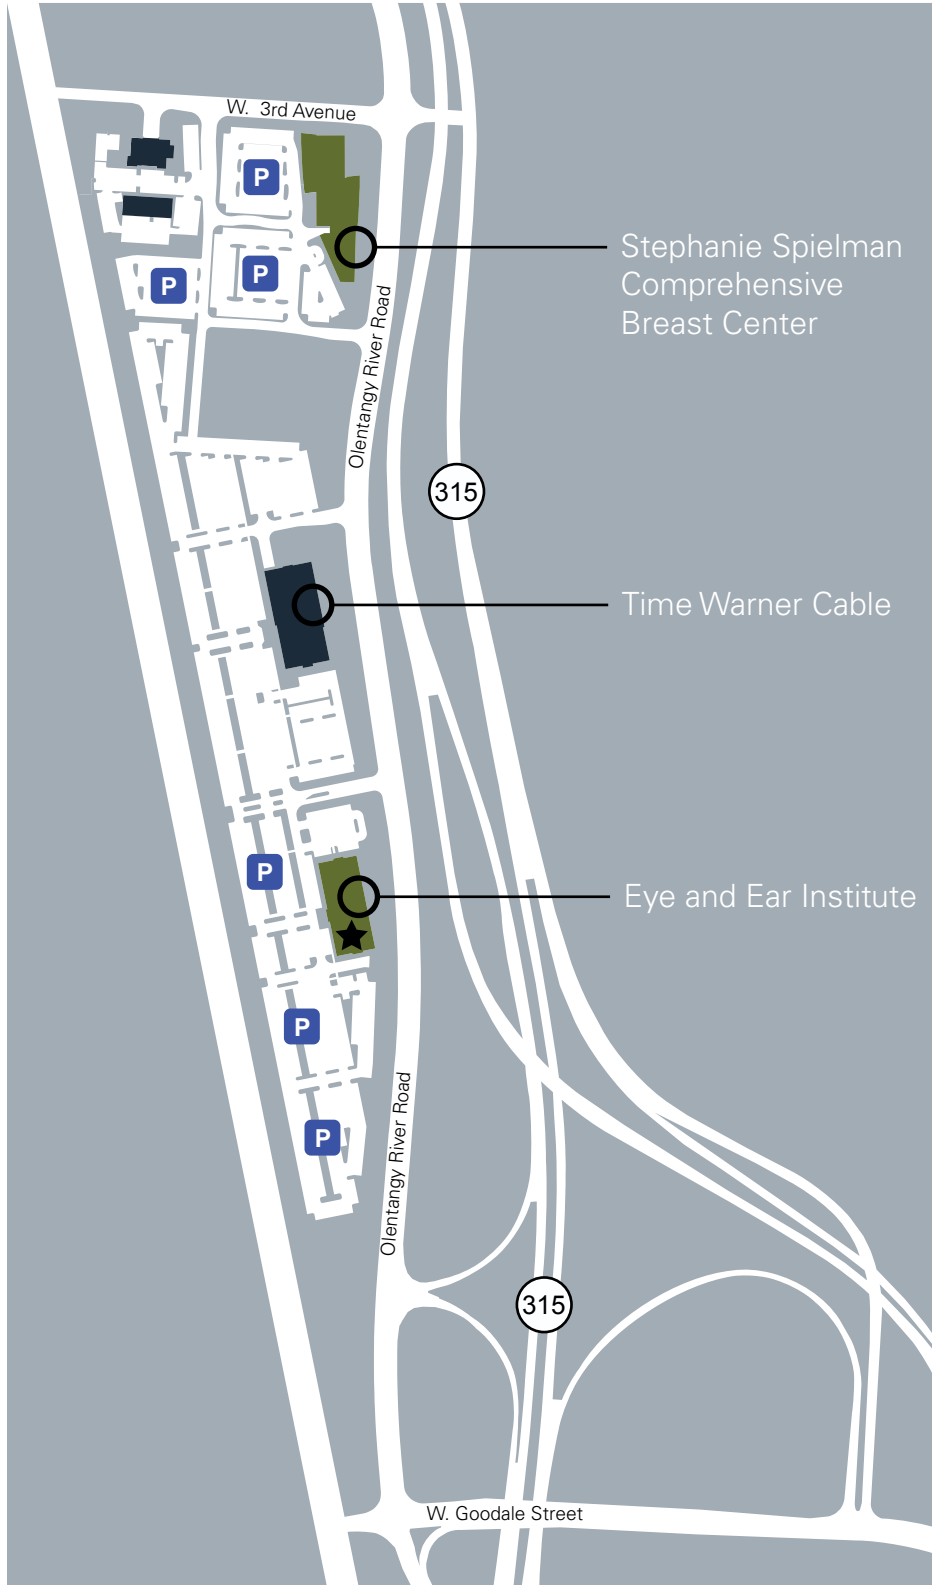 W. 3rd Avenue
P
P
P
Stephanie Spielman
Comprehensive
Breast Center
Olentangy River Road
315
Time Warner Cable
P
Eye and Ear Institute
P
P
Olentangy River Road
315
W. Goodale Street